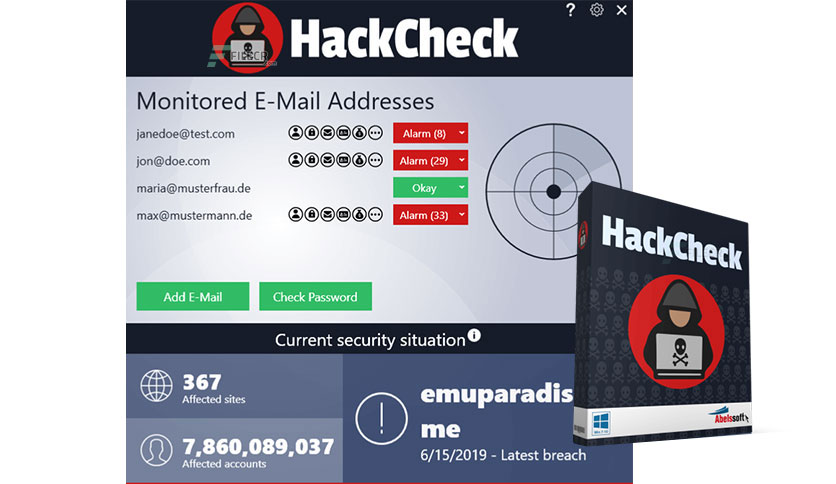 HackCheck
FILECR
.com
?
Monitored E-Mail Addresses
janedoe@test.com
Alarm (8)
jon@doe.com
Alarm (29)
maria@musterfrau.de
Okay
max@mustermann.de
Alarm (33)
Add E-Mail
Check Password
Current security situation
i
367
Affected sites
7,860,089,037
Affected accounts
!
emuparadis
me
6/15/2019 - Latest breach
HackCheck
Abelssoft